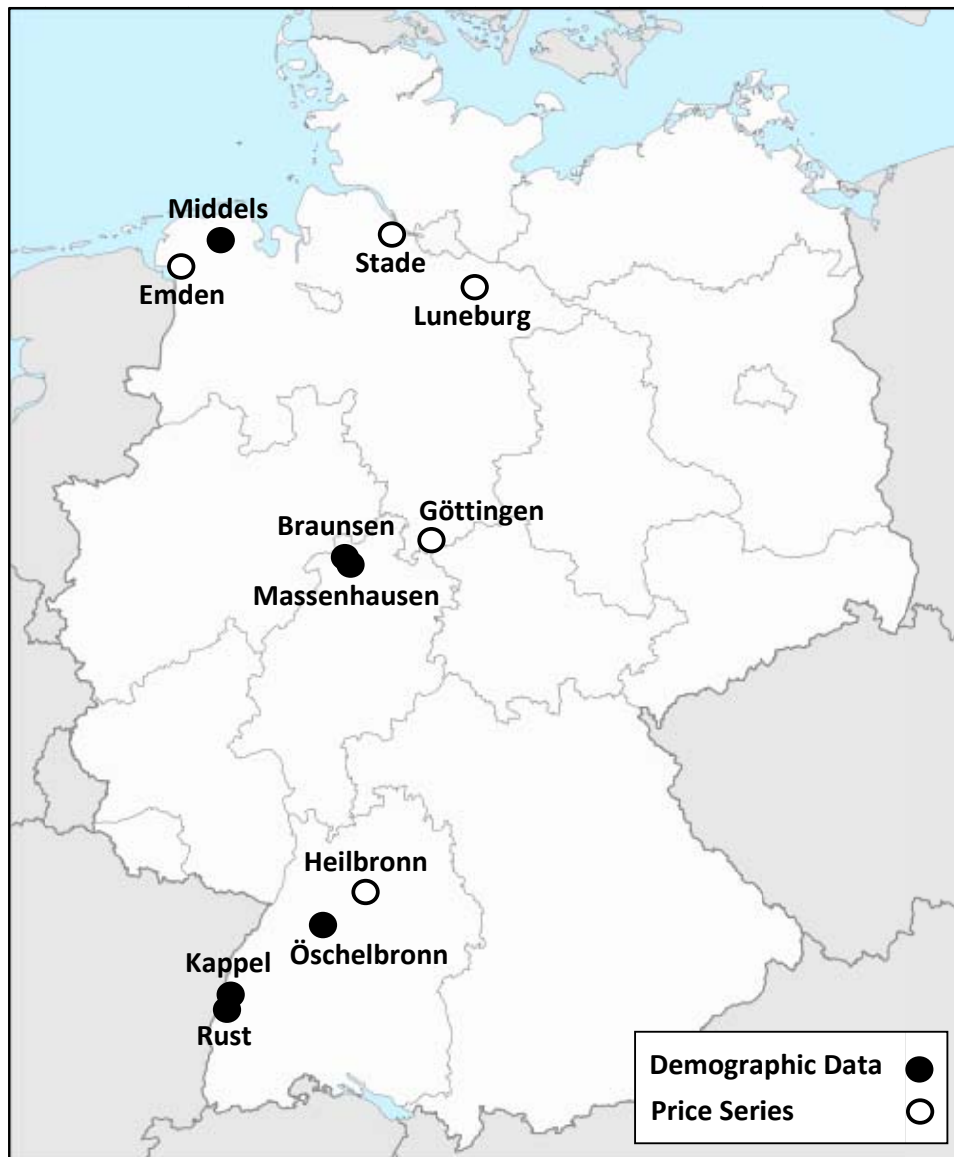 Middels
Stade
Emden
Luneburg
Göttingen
Braunsen
Massenhausen
Heilbronn
Öschelbronn
Kappel
Rust
Demographic Data
Price Series